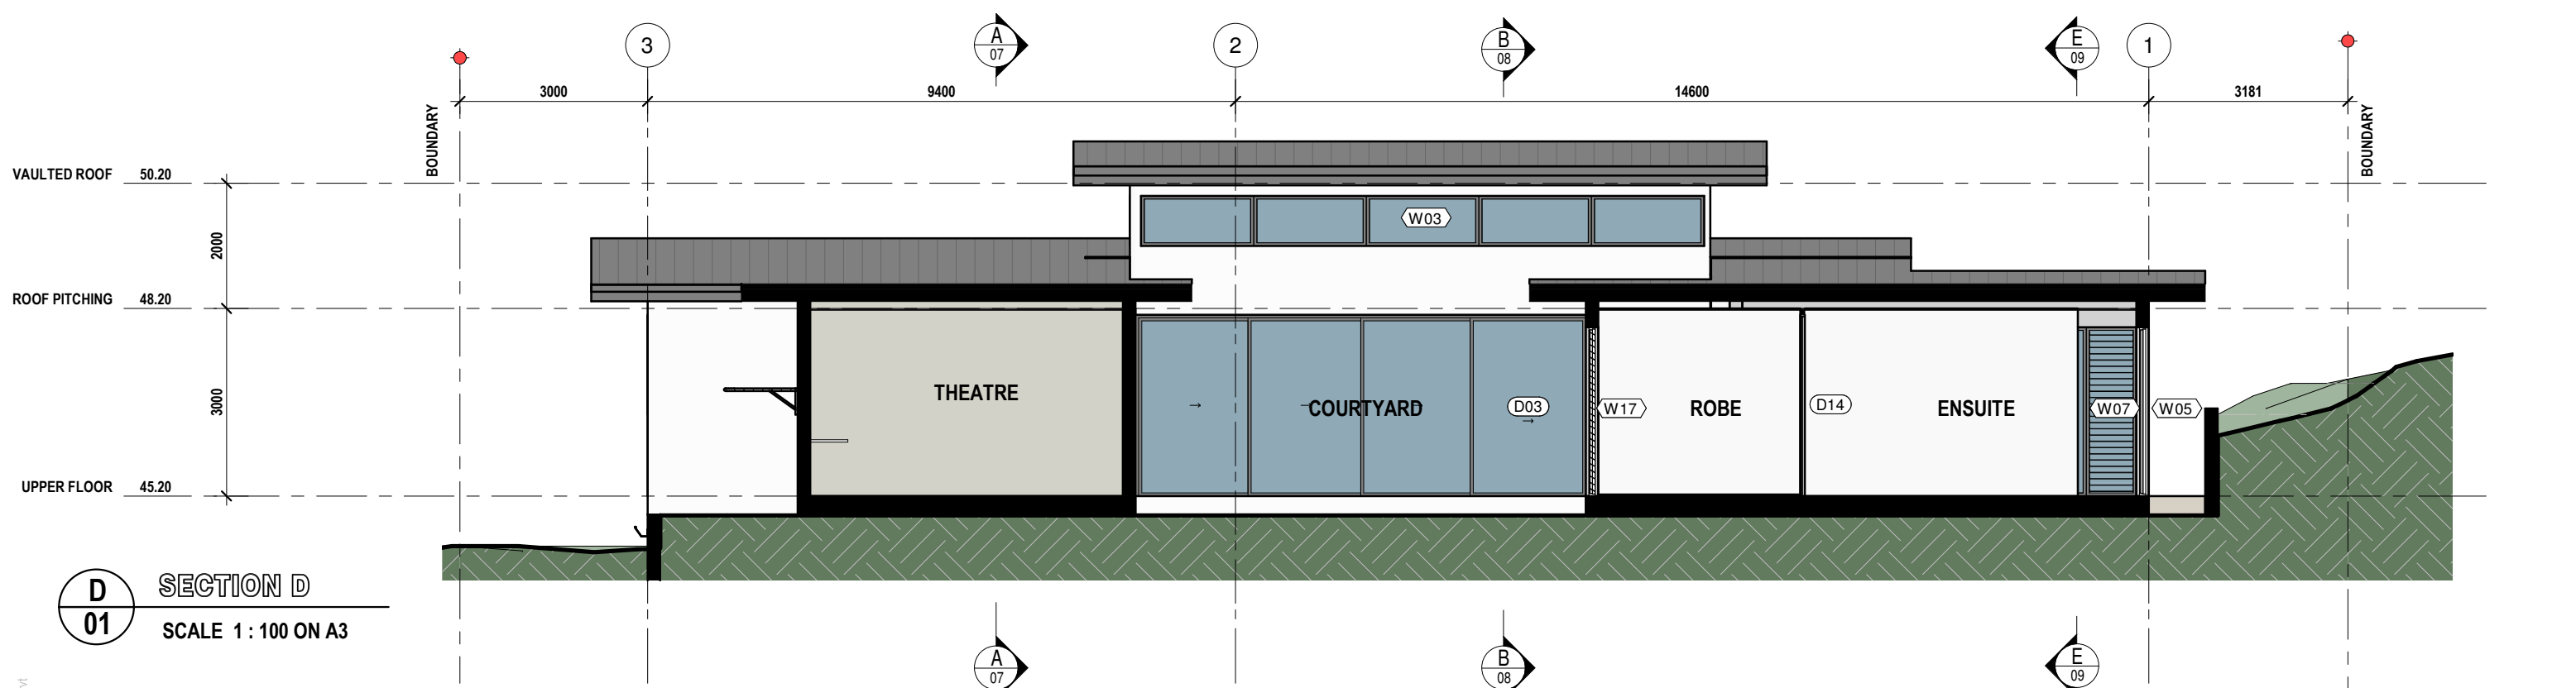 3
A
07
2
B
08
E
09
1
3000
9400
14600
3181
BOUNDARY
BOUNDARY
VAULTED ROOF 50.20
W03
2000
ROOF PITCHING 48.20
3000
THEATRE
COURTYARD
D03
W17
ROBE
D14
ENSUITE
W07
W05
UPPER FLOOR 45.20
D
01
SECTION D
SCALE 1 : 100 ON A3
A
07
B
08
E
09
vt